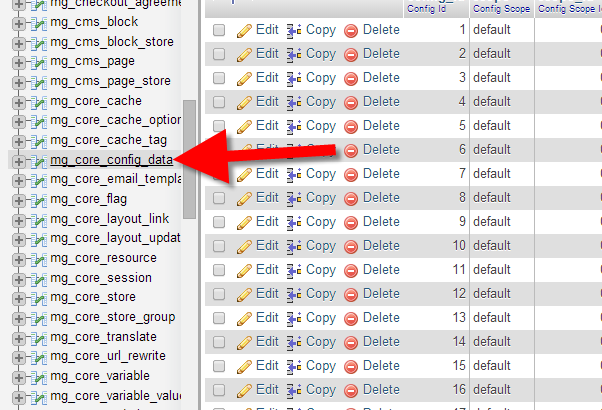 mg_checkout_agreeme
mg_cms_block
mg_cms_block_store
mg_cms_page
mg_cms_page_store
mg_core_cache
mg_core_cache_option
mg_core_cache_tag
mg_core_config_data
mg_core_email_templa
mg_core_flag
mg_core_layout_link
mg_core_layout_updat
mg_core_resource
mg_core_session
mg_core_store
mg_core_store_group
mg_core_translate
mg_core_url_rewrite
mg_core_variable
mg_core_variable_value
Config Id Config Scope Config Scope I
Edit Copy Delete 1 default
Edit Copy Delete 2 default
Edit Copy Delete 3 default
Edit Copy Delete 4 default
Edit Copy Delete 5 default
Edit Copy Delete 6 default
Edit Copy Delete 7 default
Edit Copy Delete 8 default
Edit Copy Delete 9 default
Edit Copy Delete 10 default
Edit Copy Delete 11 default
Edit Copy Delete 12 default
Edit Copy Delete 13 default
Edit Copy Delete 14 default
Edit Copy Delete 15 default
Edit Copy Delete 16 default